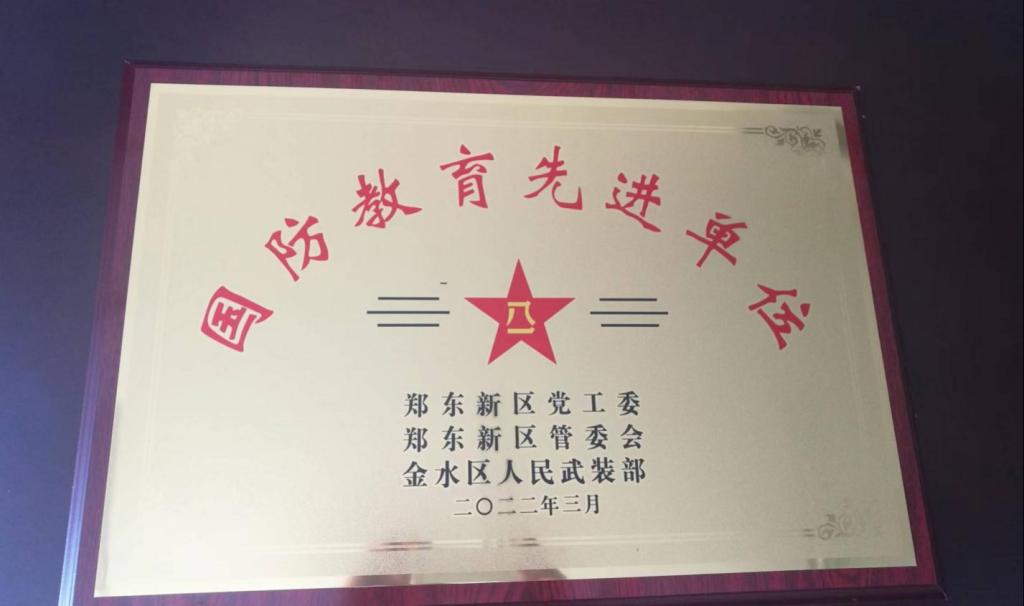 国防教育先进单位
八一
郑东新区党工委
郑东新区管委会
金水区人民武装部
二〇二二年三月